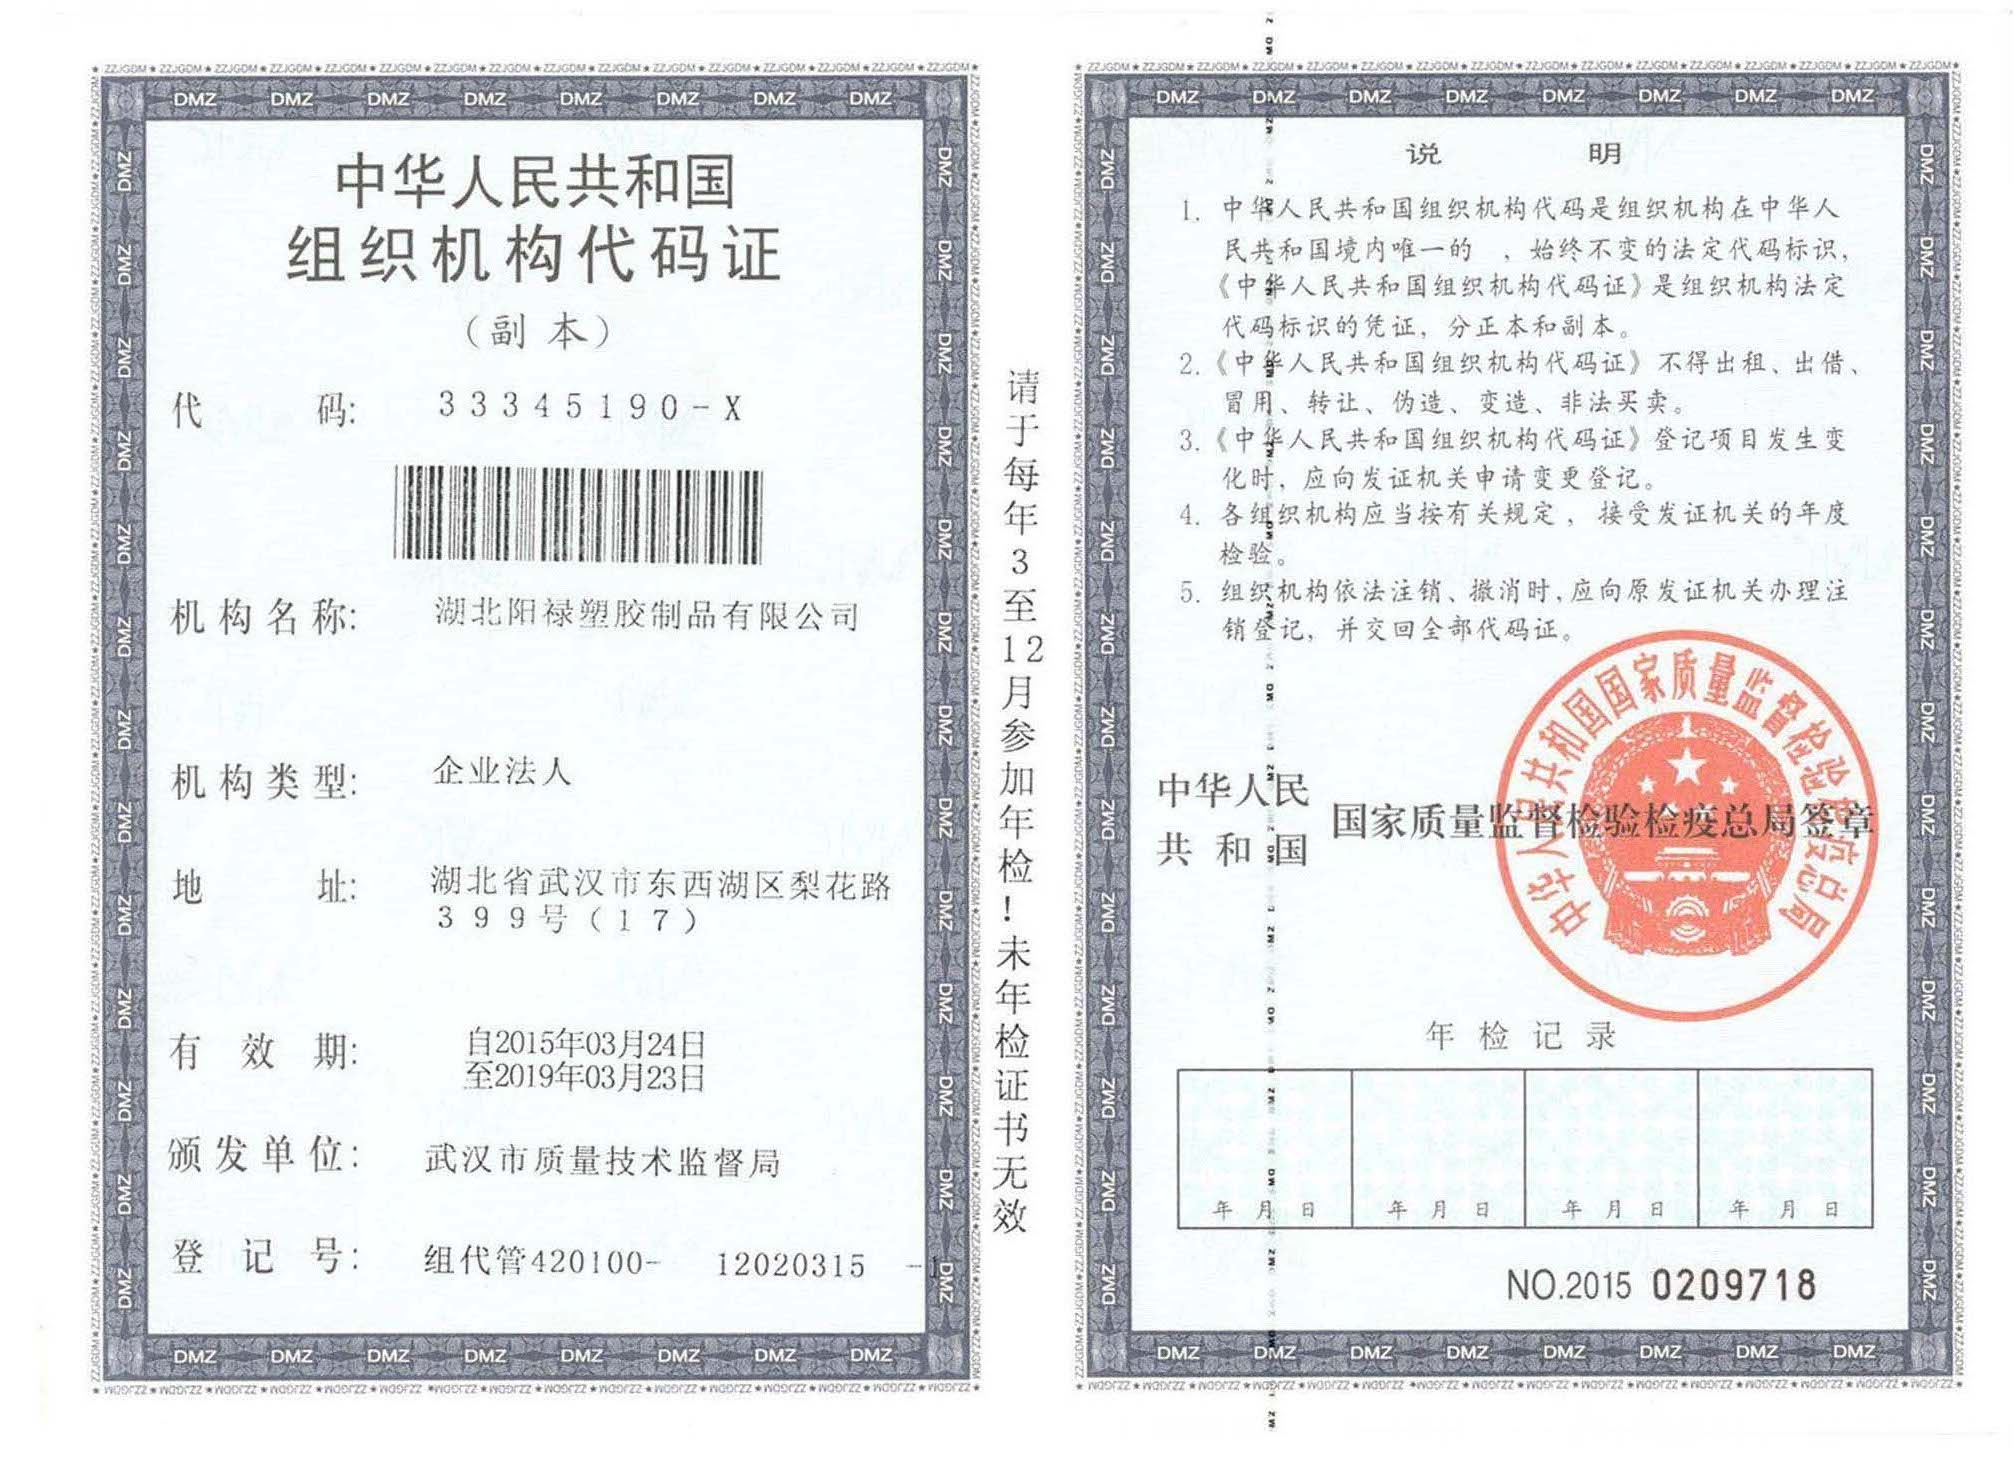 中华人民共和国
组织机构代码证
(副本)
代 码: 33345190-X
机构名称: 湖北阳禄塑胶制品有限公司
机构类型: 企业法人
地 址: 湖北省武汉市东西湖区梨花路
399号(17)
有 效 期: 自2015年03月24日
至2019年03月23日
颁发单位: 武汉市质量技术监督局
登 记 号: 组代管420100- 12020315 -1
请于每年3至12月参加年检!未年检证书无效
说 明
1. 中华人民共和国组织机构代码是组织机构在中华人
民共和国境内唯一的 ,始终不变的法定代码标识,
《中华人民共和国组织机构代码证》是组织机构法定
代码标识的凭证, 分正本和副本。
2.《中华人民共和国组织机构代码证》不得出租、出借、
冒用、转让、伪造、变造、非法买卖。
3.《中华人民共和国组织机构代码证》登记项目发生变
化时, 应向发证机关申请变更登记。
4. 各组织机构应当按有关规定, 接受发证机关的年度
检验。
5. 组织机构依法注销、撤消时, 应向原发证机关办理注
销登记, 并交回全部代码证。
中华人民
共和国
国家质量监督检验检疫总局签章
中华人民共和国国家质量监督检验检疫总局
年 检 记 录
年 月 日 年 月 日 年 月 日 年 月 日
NO.2015 0209718
DMZ
ZZJGDM★ZZJGDM